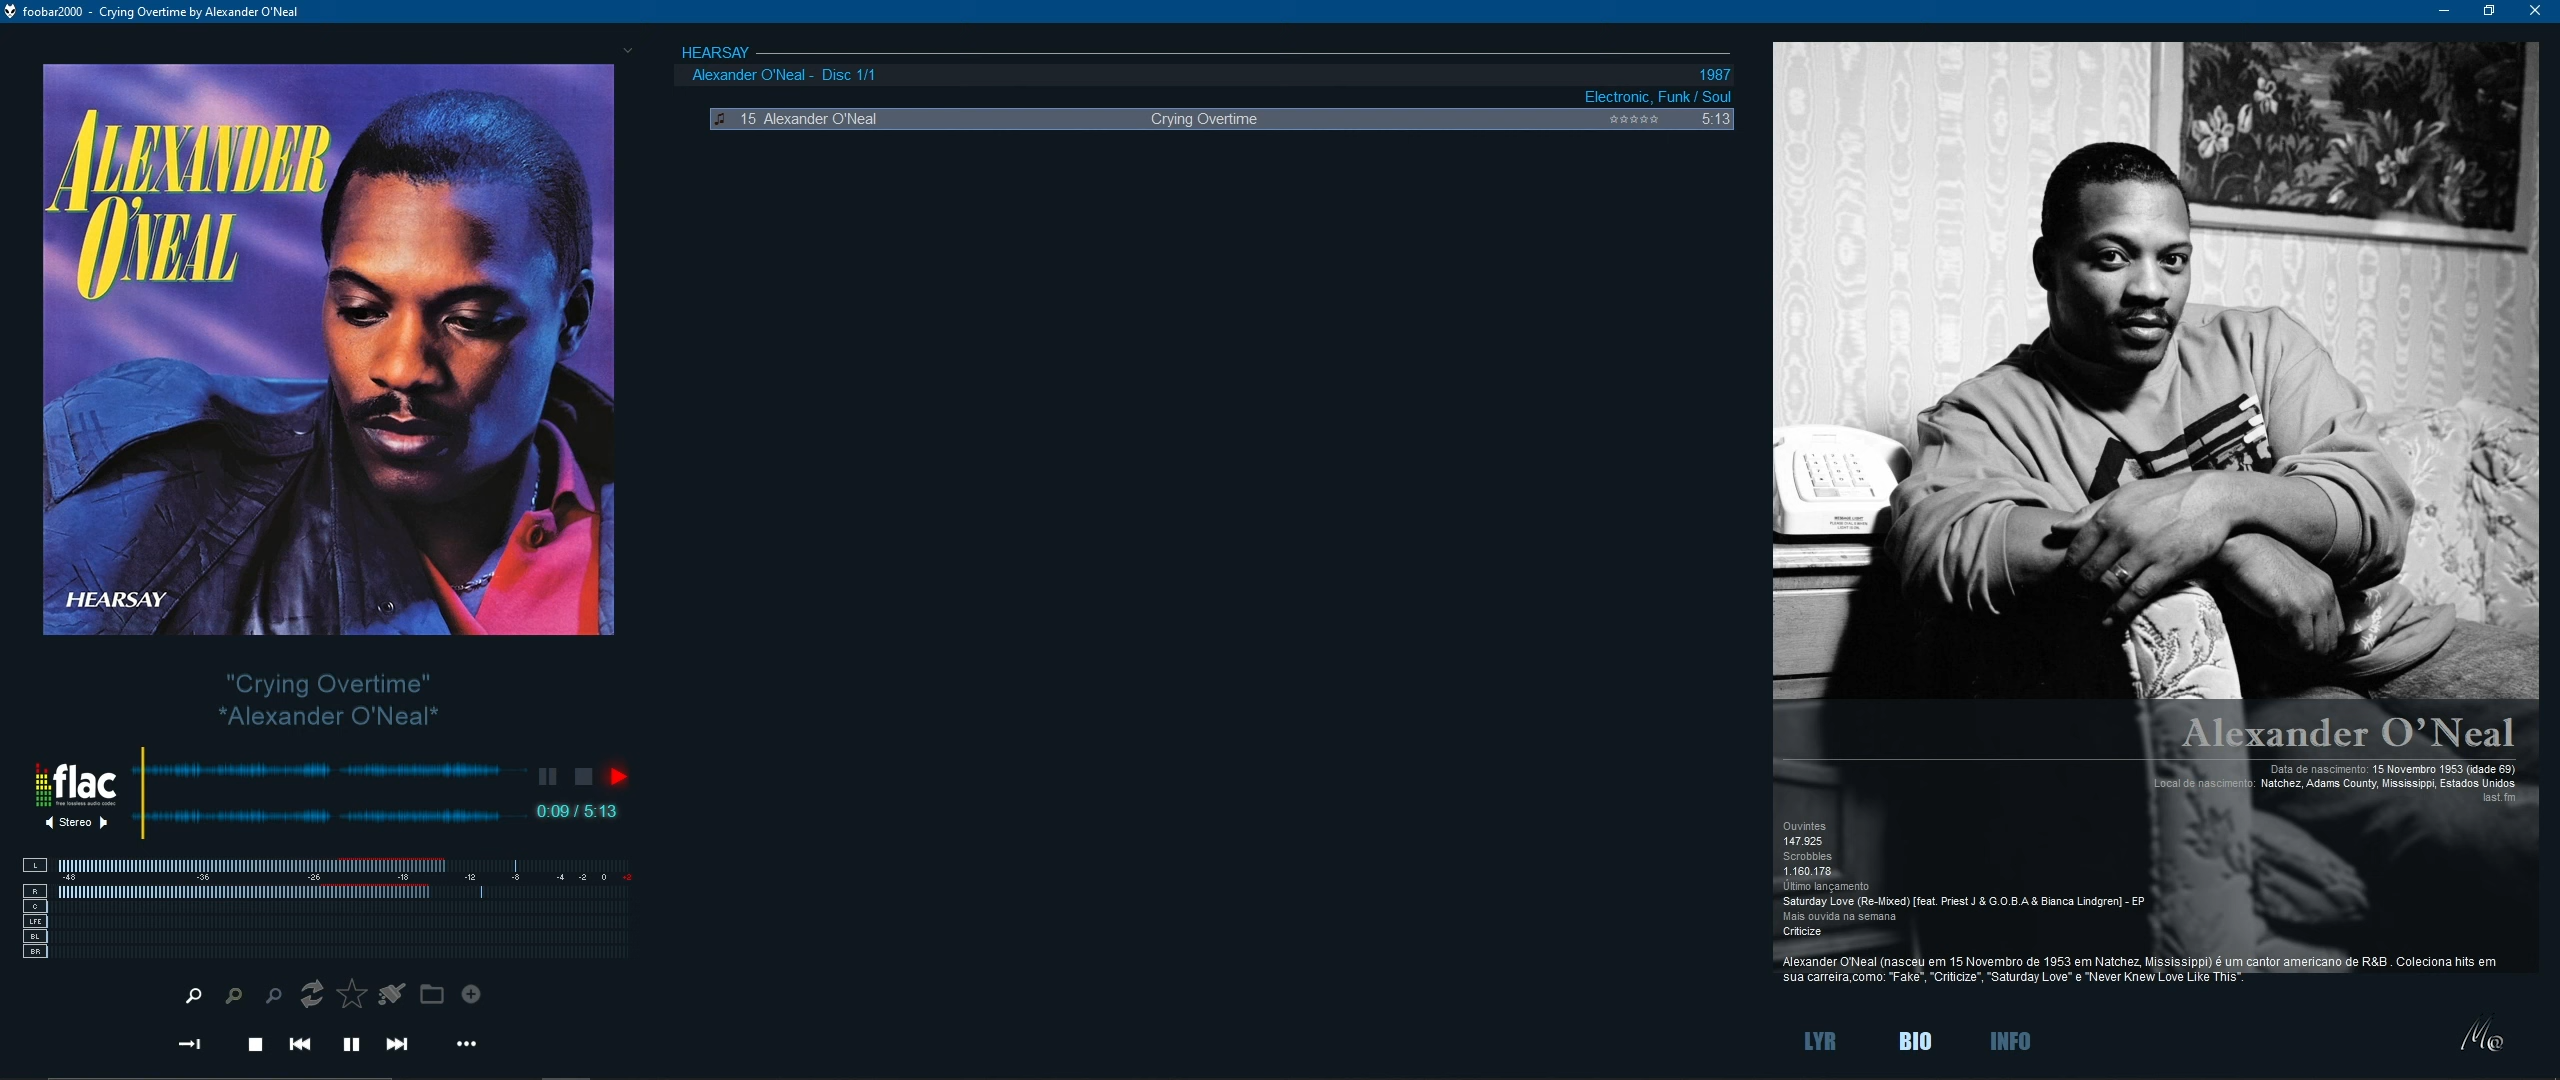 foobar2000 - Crying Overtime by Alexander O'Neal
ALEXANDER
O'NEAL
HEARSAY
"Crying Overtime"
*Alexander O'Neal*
flac
free lossless audio codec
Stereo
0:09 / 5:13
L
-48 -36 -26 -18 -12 -8 -4 -2 0 +2
R
C
LFE
BL
BR
HEARSAY
Alexander O'Neal - Disc 1/1 1987
Electronic, Funk / Soul
15 Alexander O'Neal Crying Overtime ☆☆☆☆☆ 5:13
Alexander O'Neal
Data de nascimento: 15 Novembro 1953 (idade 69)
Local de nascimento: Natchez, Adams County, Mississippi, Estados Unidos
last.fm
Ouvintes
147.925
Scrobbles
1.160.178
Último lançamento
Saturday Love (Re-Mixed) [feat. Priest J & G.O.B.A & Bianca Lindgren] - EP
Mais ouvida na semana
Criticize
Alexander O'Neal (nasceu em 15 Novembro de 1953 em Natchez, Mississippi) é um cantor americano de R&B . Coleciona hits em
sua carreira,como: "Fake", "Criticize", "Saturday Love" e "Never Knew Love Like This".
LYR BIO INFO
M@